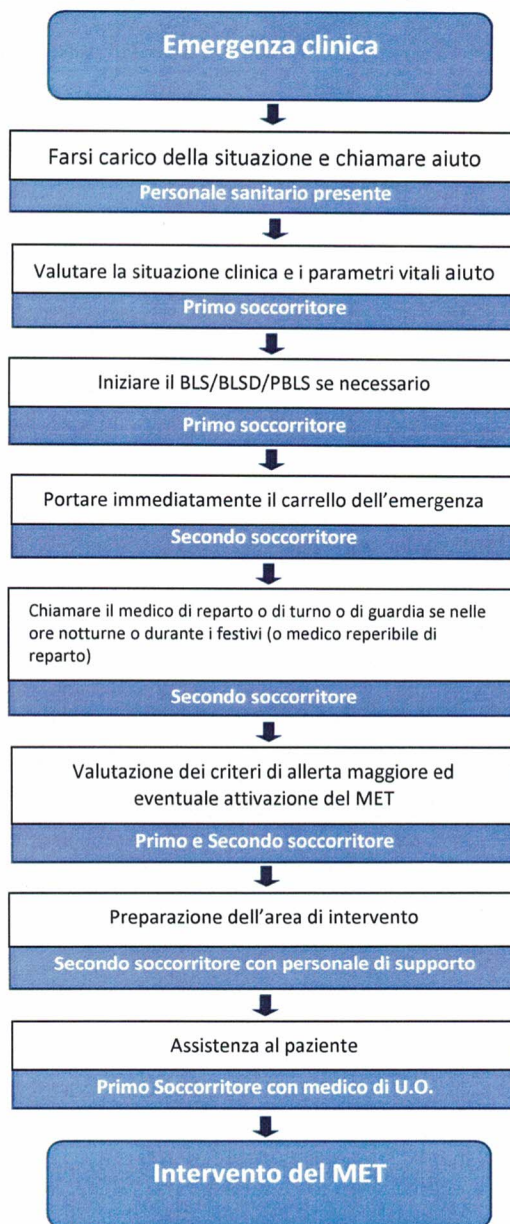 Emergenza clinica
Farsi carico della situazione e chiamare aiuto
Personale sanitario presente
Valutare la situazione clinica e i parametri vitali aiuto
Primo soccorritore
Iniziare il BLS/BLSD/PBLS se necessario
Primo soccorritore
Portare immediatamente il carrello dell’emergenza
Secondo soccorritore
Chiamare il medico di reparto o di turno o di guardia se nelle
ore notturne o durante i festivi (o medico reperibile di
reparto)
Secondo soccorritore
Valutazione dei criteri di allerta maggiore ed
eventuale attivazione del MET
Primo e Secondo soccorritore
Preparazione dell’area di intervento
Secondo soccorritore con personale di supporto
Assistenza al paziente
Primo Soccorritore con medico di U.O.
Intervento del MET